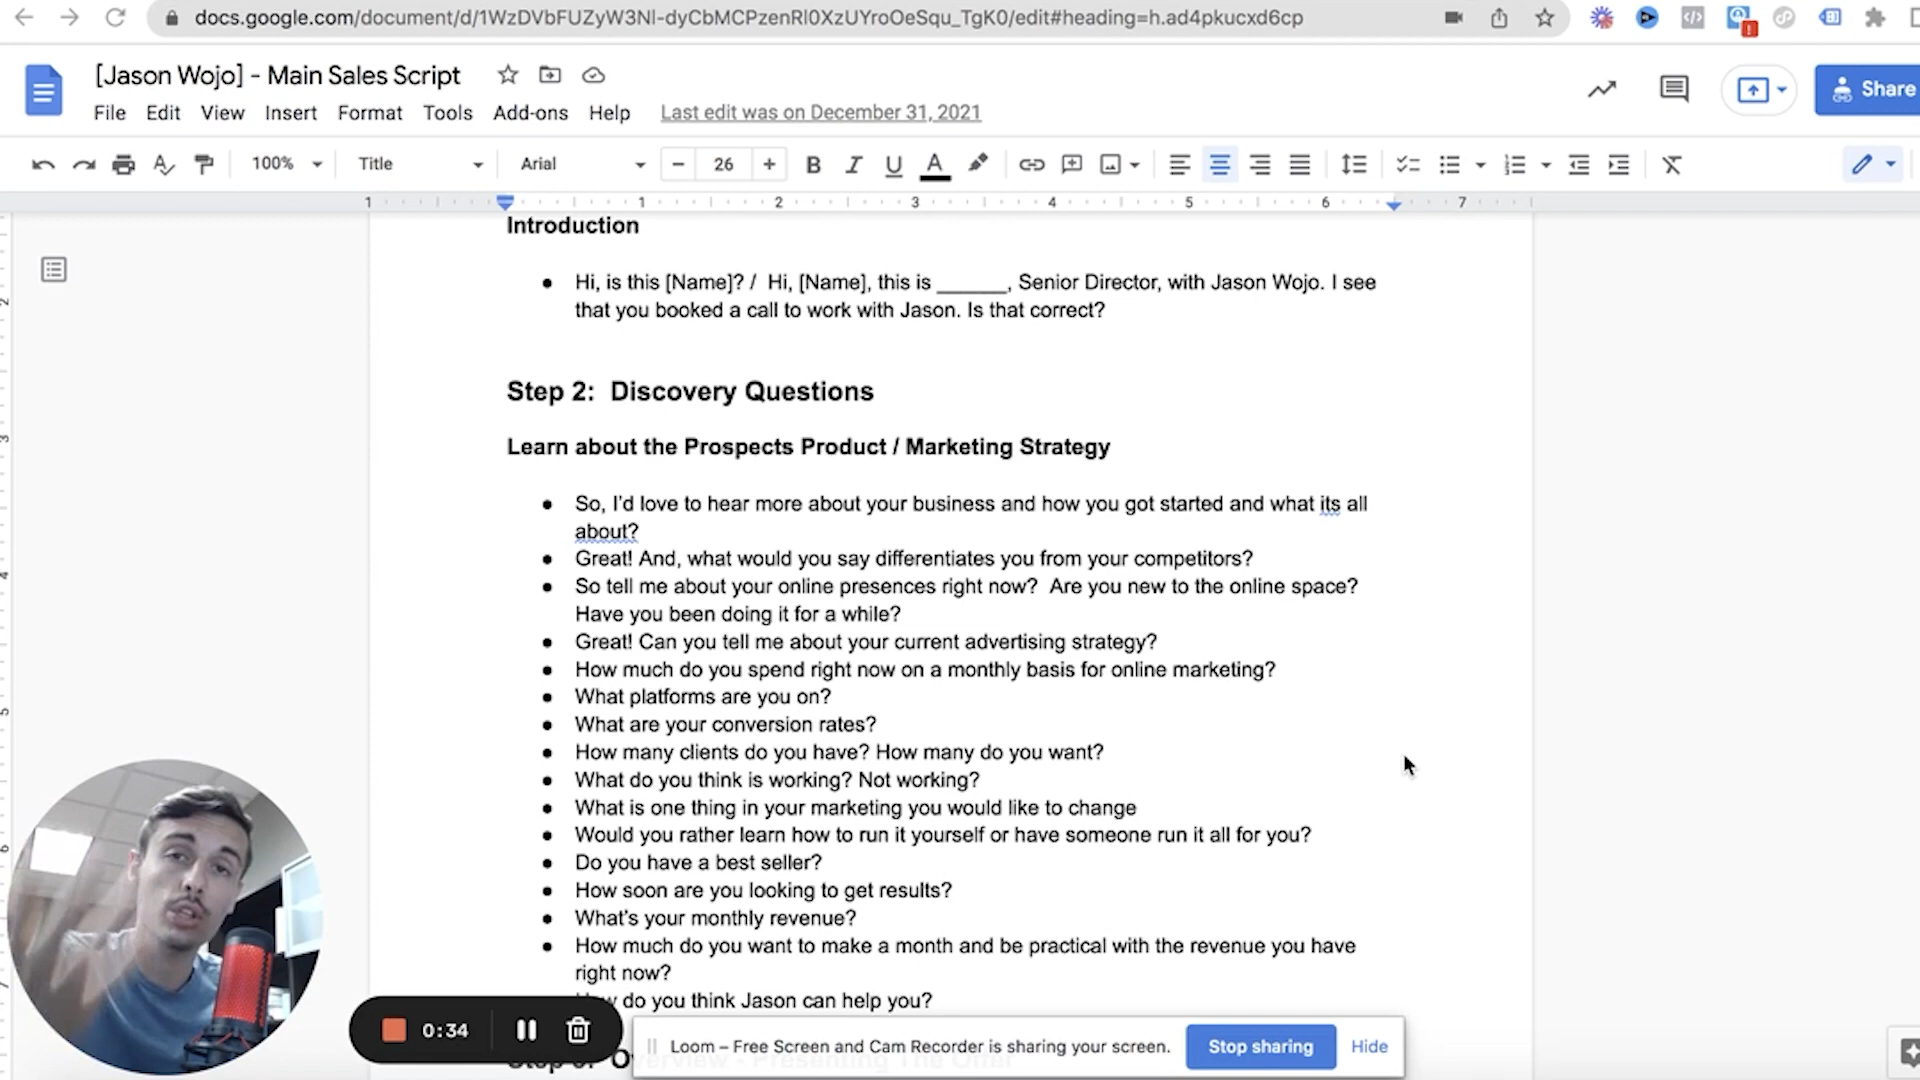 docs.google.com/document/d/1WzDVbFUZyW3Nl-dyCbMCPzenRl0XzUYroOeSqu_TgK0/edit#heading=h.ad4pkucxd6cp
[Jason Wojo] - Main Sales Script
File Edit View Insert Format Tools Add-ons Help Last edit was on December 31, 2021
Share
100% Title Arial 26
1 1 2 3 4 5 6 7
Introduction
Hi, is this [Name]? / Hi, [Name], this is ______, Senior Director, with Jason Wojo. I see
that you booked a call to work with Jason. Is that correct?
Step 2: Discovery Questions
Learn about the Prospects Product / Marketing Strategy
So, I'd love to hear more about your business and how you got started and what its all
about?
Great! And, what would you say differentiates you from your competitors?
So tell me about your online presences right now? Are you new to the online space?
Have you been doing it for a while?
Great! Can you tell me about your current advertising strategy?
How much do you spend right now on a monthly basis for online marketing?
What platforms are you on?
What are your conversion rates?
How many clients do you have? How many do you want?
What do you think is working? Not working?
What is one thing in your marketing you would like to change
Would you rather learn how to run it yourself or have someone run it all for you?
Do you have a best seller?
How soon are you looking to get results?
What's your monthly revenue?
How much do you want to make a month and be practical with the revenue you have
right now?
do you think Jason can help you?
0:34
Loom – Free Screen and Cam Recorder is sharing your screen. Stop sharing Hide